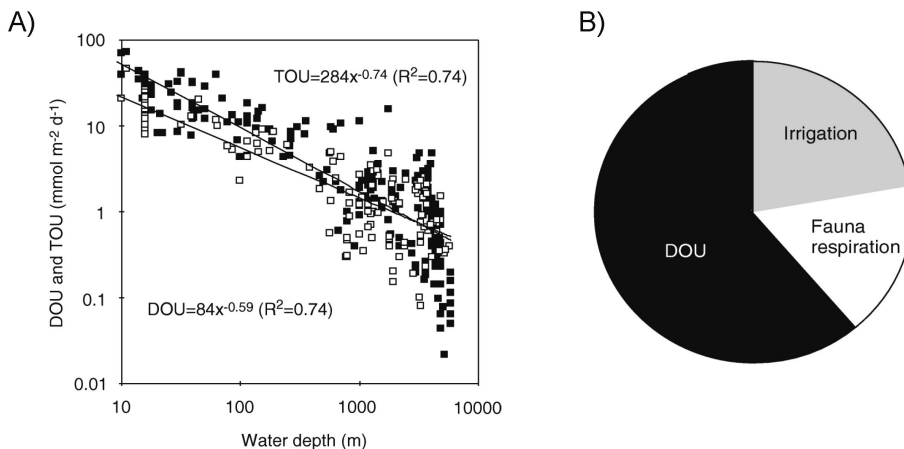 A)
DOU and TOU (mmol m⁻² d⁻¹)
100
10
1
0.1
0.01
TOU=284x⁻⁰·⁷⁴ (R²=0.74)
DOU=84x⁻⁰·⁵⁹ (R²=0.74)
10 100 1000 10000
Water depth (m)
B)
Irrigation
Fauna
respiration
DOU